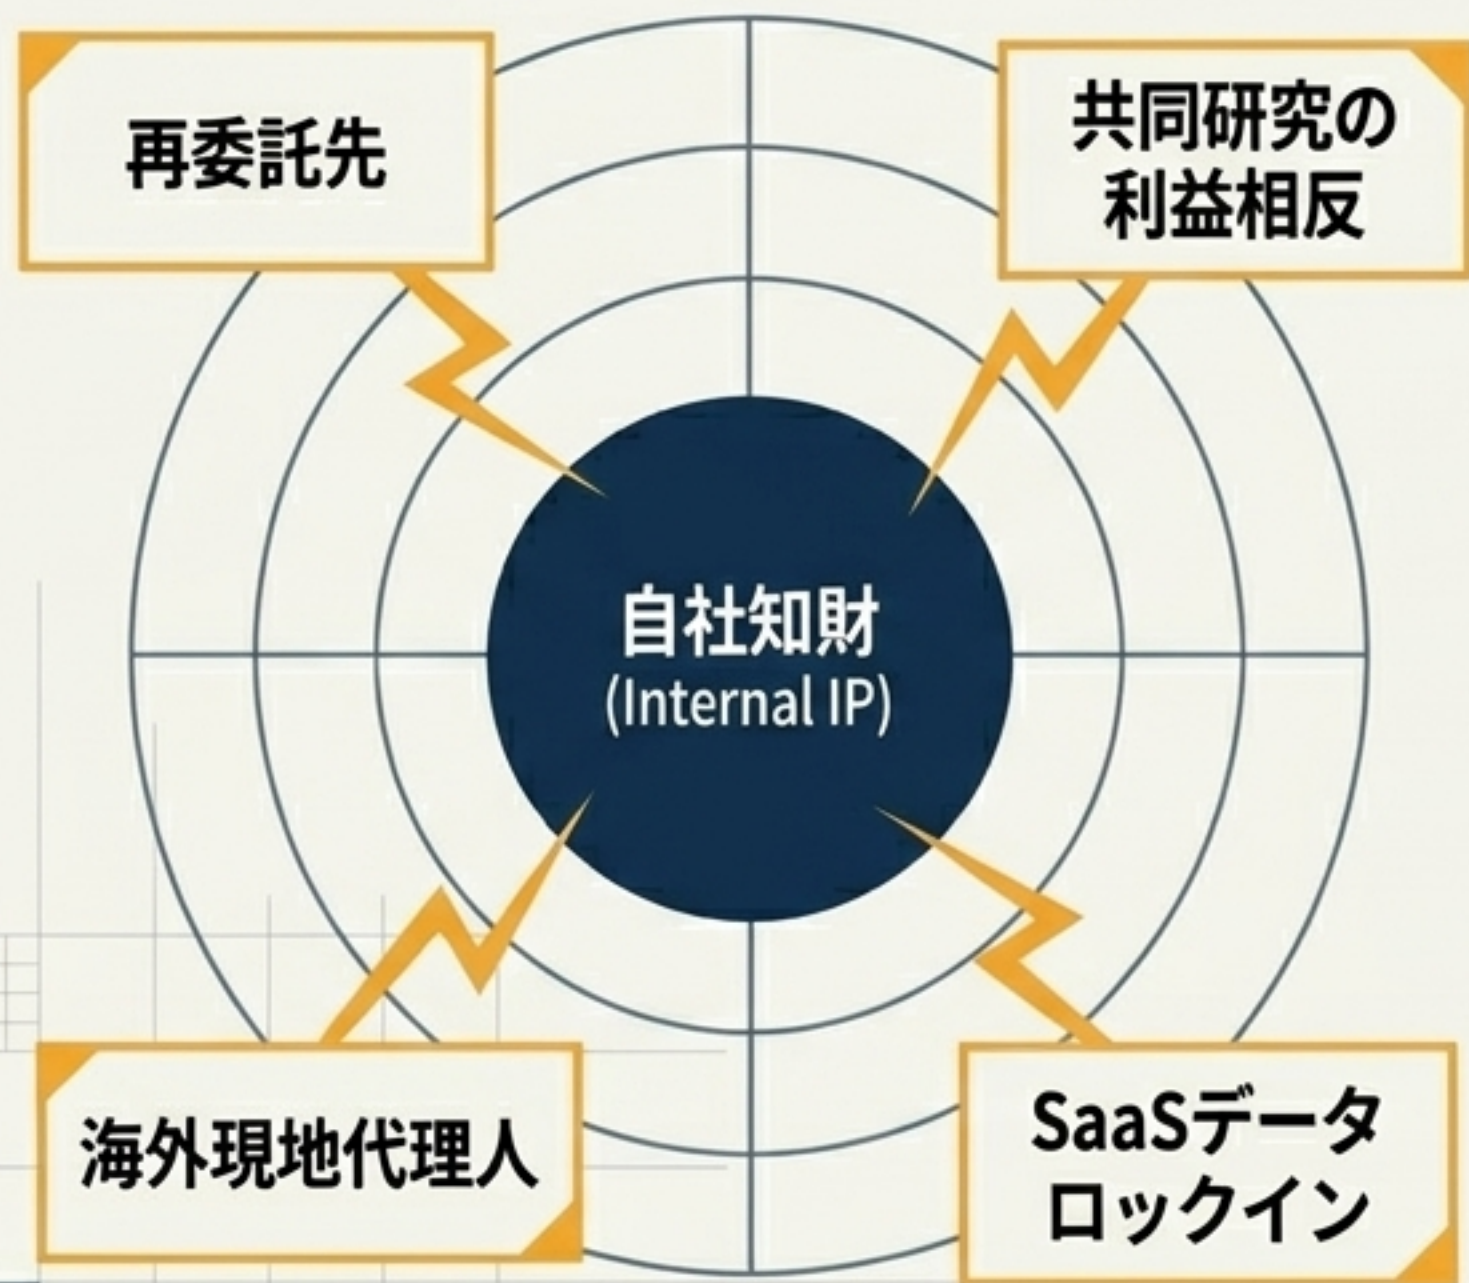 再委託先
共同研究の
利益相反
自社知財
(Internal IP)
海外現地代理人
SaaSデータ
ロックイン